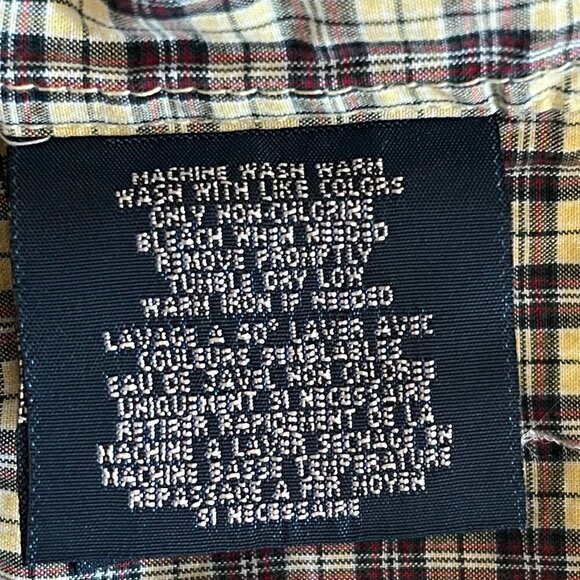 MACHINE WASH WARM
WASH WITH LIKE COLORS
ONLY NON-CHLORINE
BLEACH WHEN NEEDED
REMOVE PROMPTLY
TUMBLE DRY LOW
WARM IRON IF NEEDED
LAVAGE A 40° LAVER AVEC
COULEURS SEMBLABLES
EAU DE JAVEL NON CHLOREE
UNIQUEMENT SI NECESSAIRE
RETIRER RAPIDEMENT DE LA
MACHINE A LAVER SECHAGE EN
MACHINE BASSE TEMPERATURE
REPASSAGE A FER MOYEN
SI NECESSAIRE